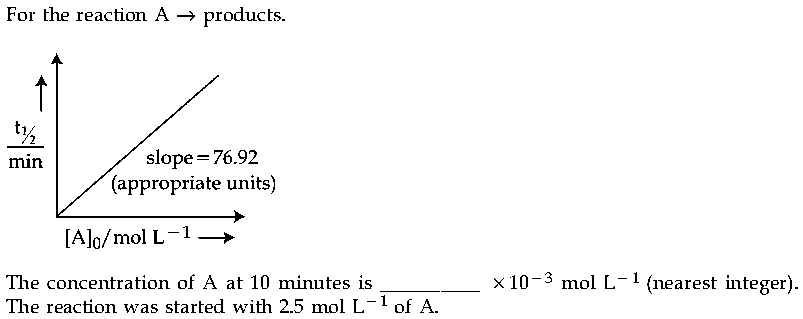 For the reaction A → products.
t½
min
slope = 76.92
(appropriate units)
[A]₀/mol L⁻¹ ⟶
The concentration of A at 10 minutes is __________ ×10⁻³ mol L⁻¹ (nearest integer).
The reaction was started with 2.5 mol L⁻¹ of A.